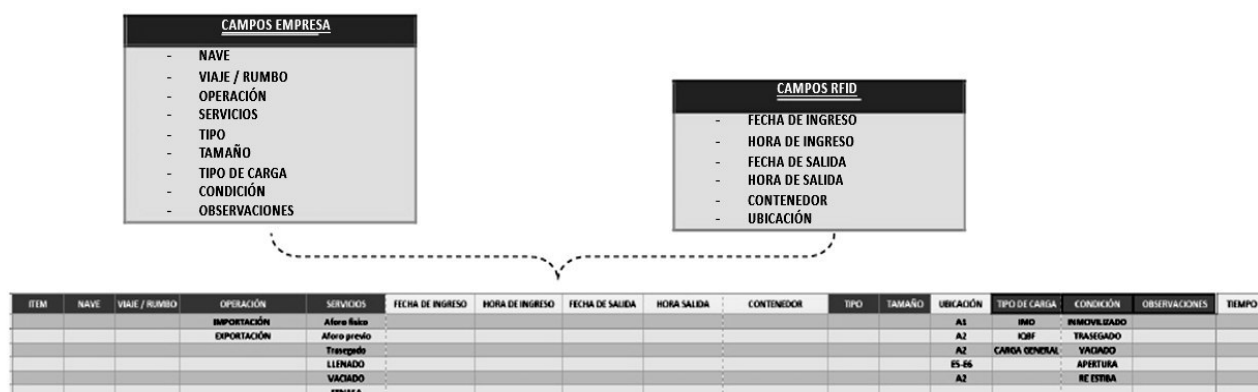 CAMPOS EMPRESA
- NAVE
- VIAJE / RUMBO
- OPERACIÓN
- SERVICIOS
- TIPO
- TAMAÑO
- TIPO DE CARGA
- CONDICIÓN
- OBSERVACIONES
CAMPOS RFID
- FECHA DE INGRESO
- HORA DE INGRESO
- FECHA DE SALIDA
- HORA DE SALIDA
- CONTENEDOR
- UBICACIÓN
ITEM NAVE VIAJE / RUMBO OPERACIÓN SERVICIOS FECHA DE INGRESO HORA DE INGRESO FECHA DE SALIDA HORA SALIDA CONTENEDOR TIPO TAMAÑO UBICACIÓN TIPO DE CARGA CONDICIÓN OBSERVACIONES TIEMPO
IMPORTACIÓN Aforo físico A1 IMO INMOVILIZADO
EXPORTACIÓN Aforo previo A2 IQBF TRASEGADO
Trasegado A2 CARGA GENERAL VACIADO
LLENADO E5-E6 APERTURA
VACIADO A2 RE ESTIBA